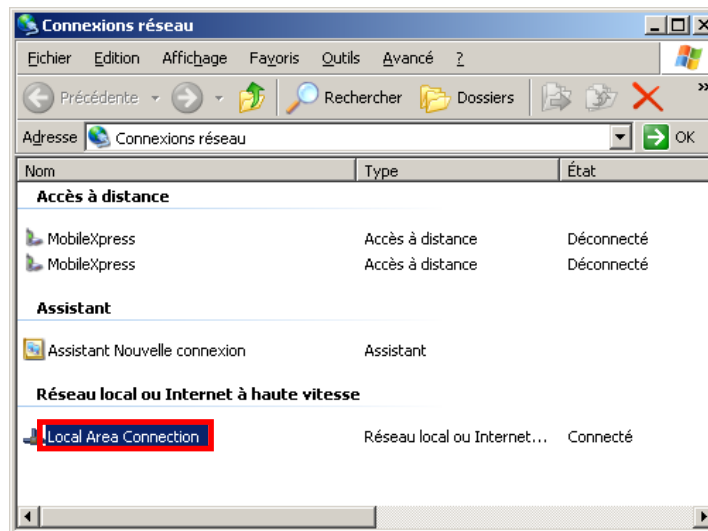 Connexions réseau
Fichier Edition Affichage Favoris Outils Avancé ?
Précédente Rechercher Dossiers »
Adresse Connexions réseau OK
Nom Type État
Accès à distance
MobileXpress Accès à distance Déconnecté
MobileXpress Accès à distance Déconnecté
Assistant
Assistant Nouvelle connexion Assistant
Réseau local ou Internet à haute vitesse
Local Area Connection Réseau local ou Internet... Connecté